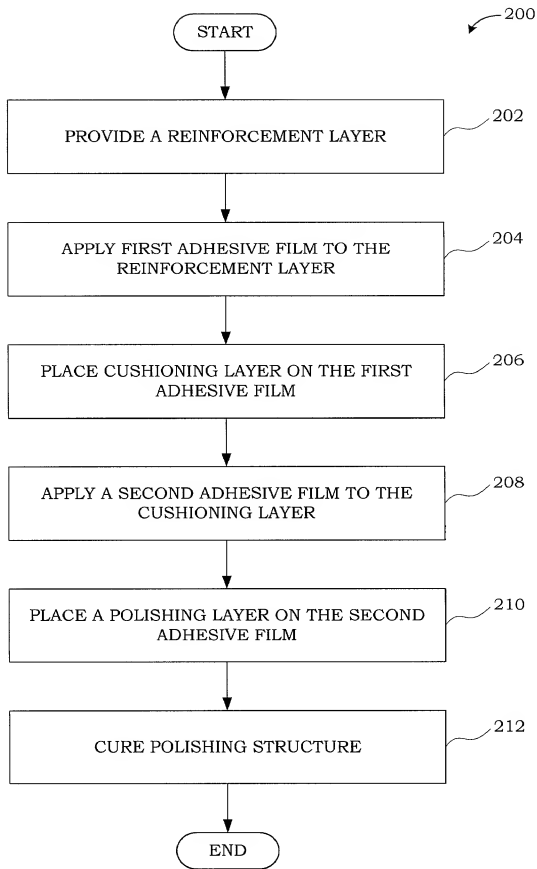 START
200
PROVIDE A REINFORCEMENT LAYER
202
APPLY FIRST ADHESIVE FILM TO THE
REINFORCEMENT LAYER
204
PLACE CUSHIONING LAYER ON THE FIRST
ADHESIVE FILM
206
APPLY A SECOND ADHESIVE FILM TO THE
CUSHIONING LAYER
208
PLACE A POLISHING LAYER ON THE SECOND
ADHESIVE FILM
210
CURE POLISHING STRUCTURE
212
END